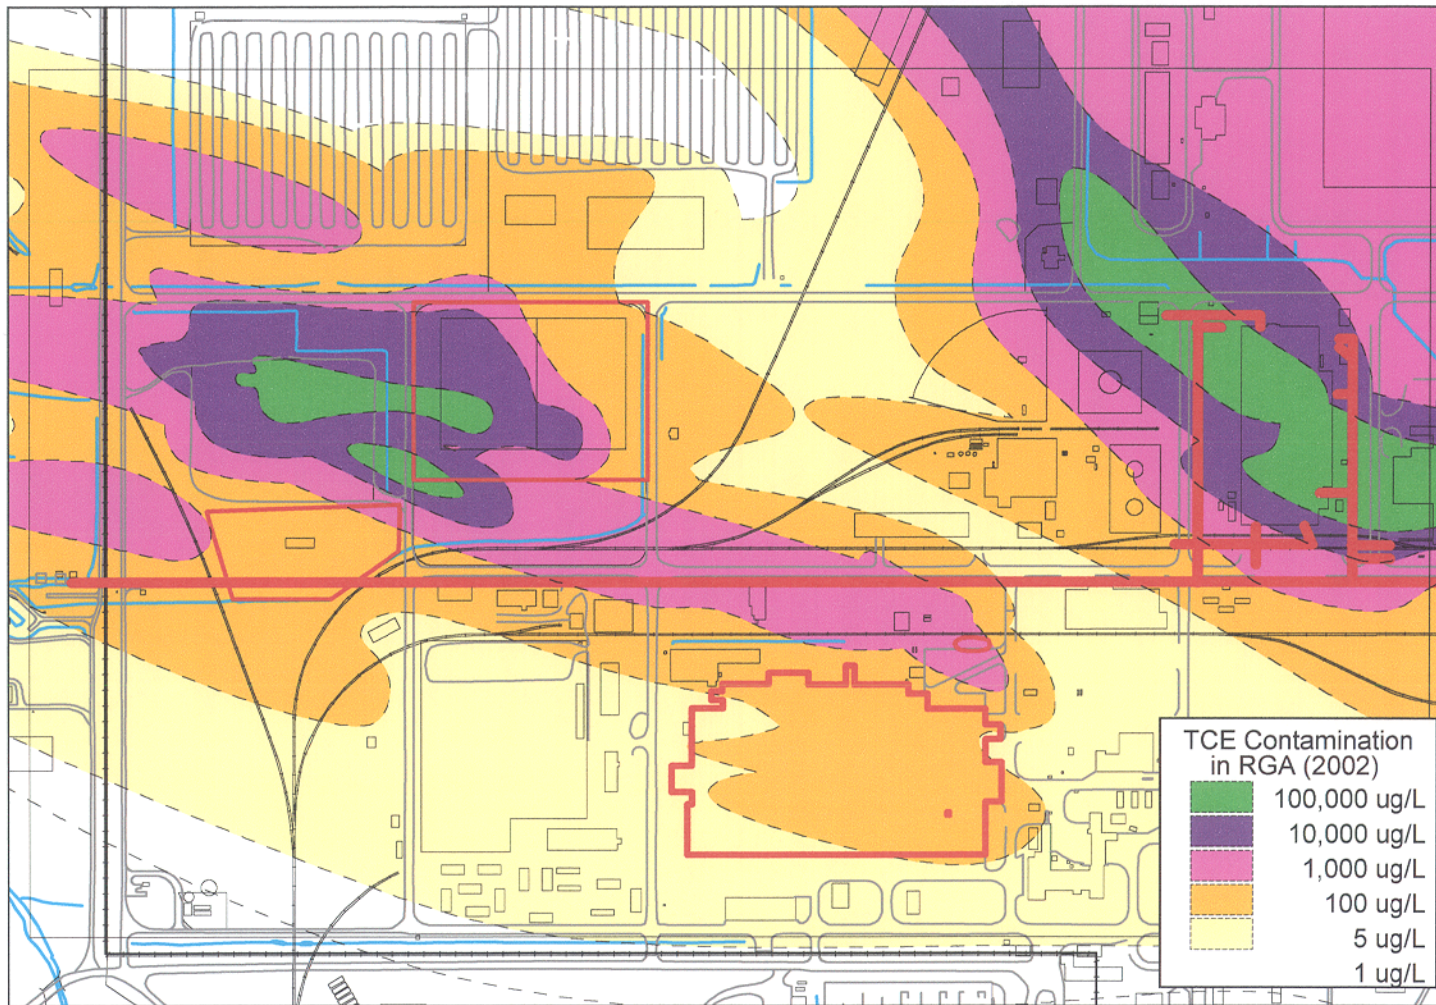 TCE Contamination
in RGA (2002)
100,000 ug/L
10,000 ug/L
1,000 ug/L
100 ug/L
5 ug/L
1 ug/L